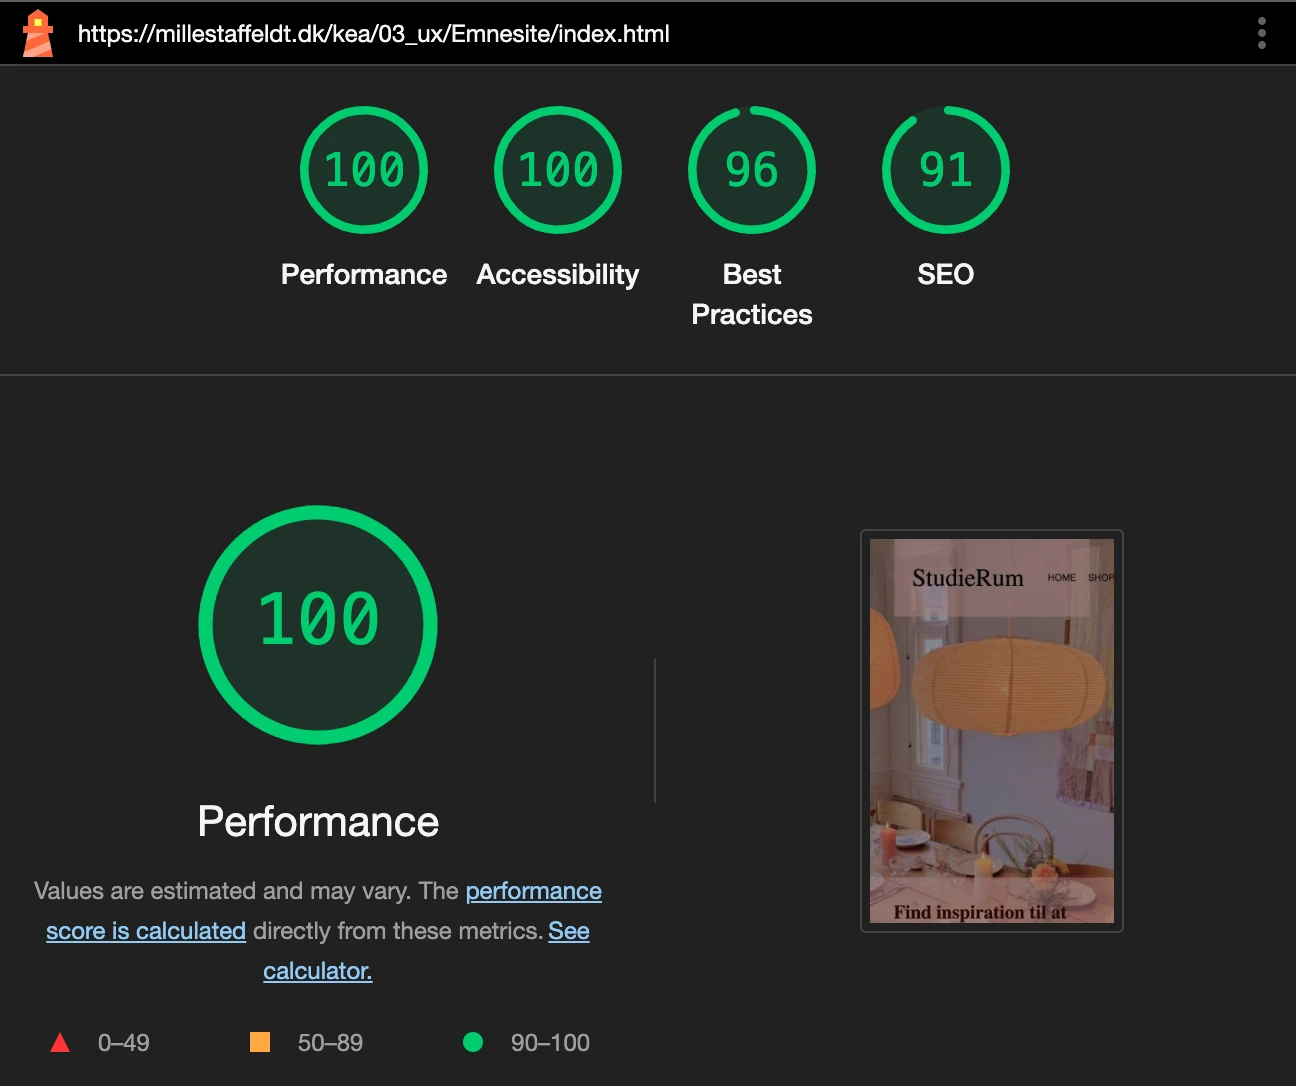 https://millestaffeldt.dk/kea/03_ux/Emnesite/index.html
100
100
96
91
Performance
Accessibility
Best
Practices
SEO
100
Performance
Values are estimated and may vary. The performance
score is calculated directly from these metrics. See
calculator.
0–49
50–89
90–100
StudieRum
HOME
SHOP
Find inspiration til at